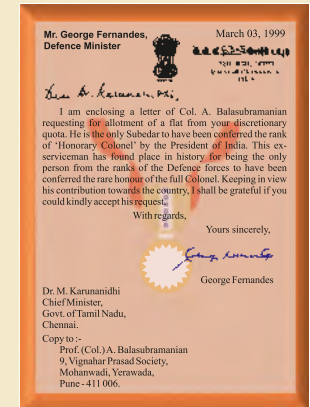 Mr. George Fernandes,
Defence Minister
March 03, 1999
Dear Dr. Karunanidhi,
I am enclosing a letter of Col. A. Balasubramanian
requesting for allotment of a flat from your discretionary
quota. He is the only Subedar to have been conferred the rank
of ‘Honorary Colonel’ by the President of India. This ex-
serviceman has found place in history for being the only
person from the ranks of the Defence forces to have been
conferred the rare honour of the full Colonel. Keeping in view
his contribution towards the country, I shall be grateful if you
could kindly accept his request.
With regards,
Yours sincerely,
George Fernandes
George Fernandes
Dr. M. Karunanidhi
Chief Minister,
Govt. of Tamil Nadu,
Chennai.
Copy to :-
Prof. (Col.) A. Balasubramanian
9, Vignahar Prasad Society,
Mohanwadi, Yerawada,
Pune - 411 006.